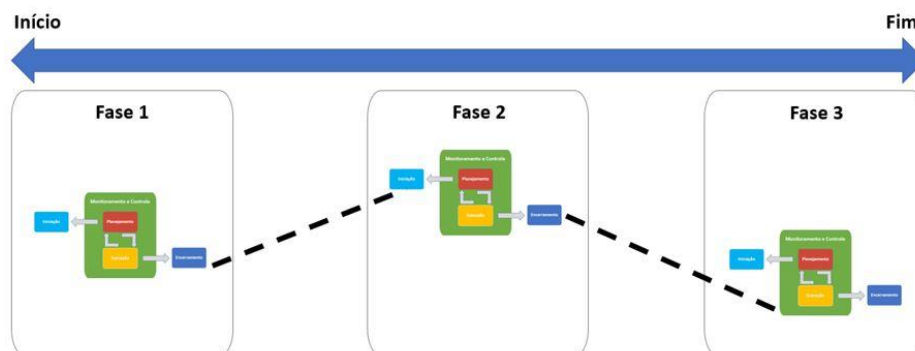 Início
Fim
Fase 1
Fase 2
Fase 3
Monitoramento e Controle
Iniciação
Planejamento
Execução
Encerramento
Monitoramento e Controle
Iniciação
Planejamento
Execução
Encerramento
Monitoramento e Controle
Iniciação
Planejamento
Execução
Encerramento